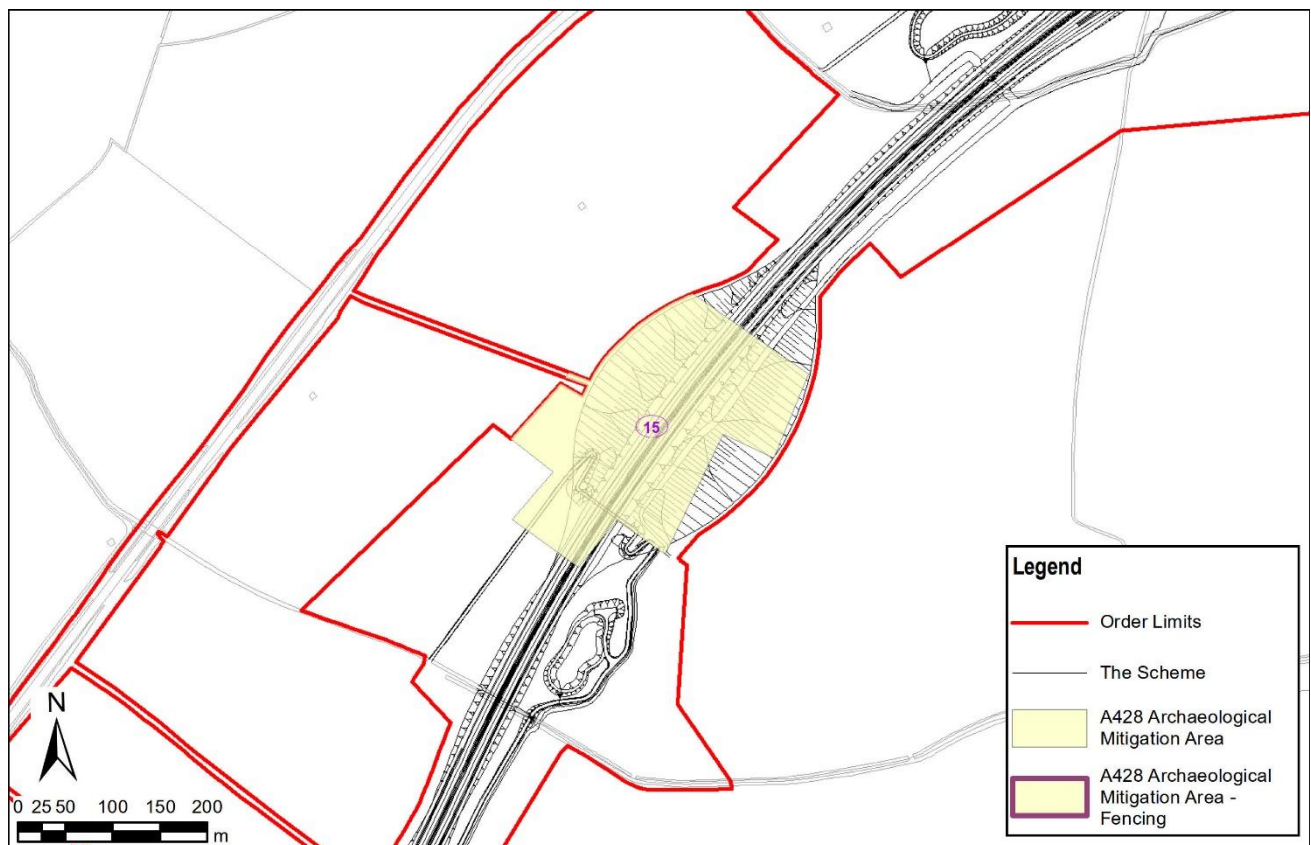 15
Legend
Order Limits
The Scheme
A428 Archaeological
Mitigation Area
A428 Archaeological
Mitigation Area -
Fencing
N
0 25 50 100 150 200
m